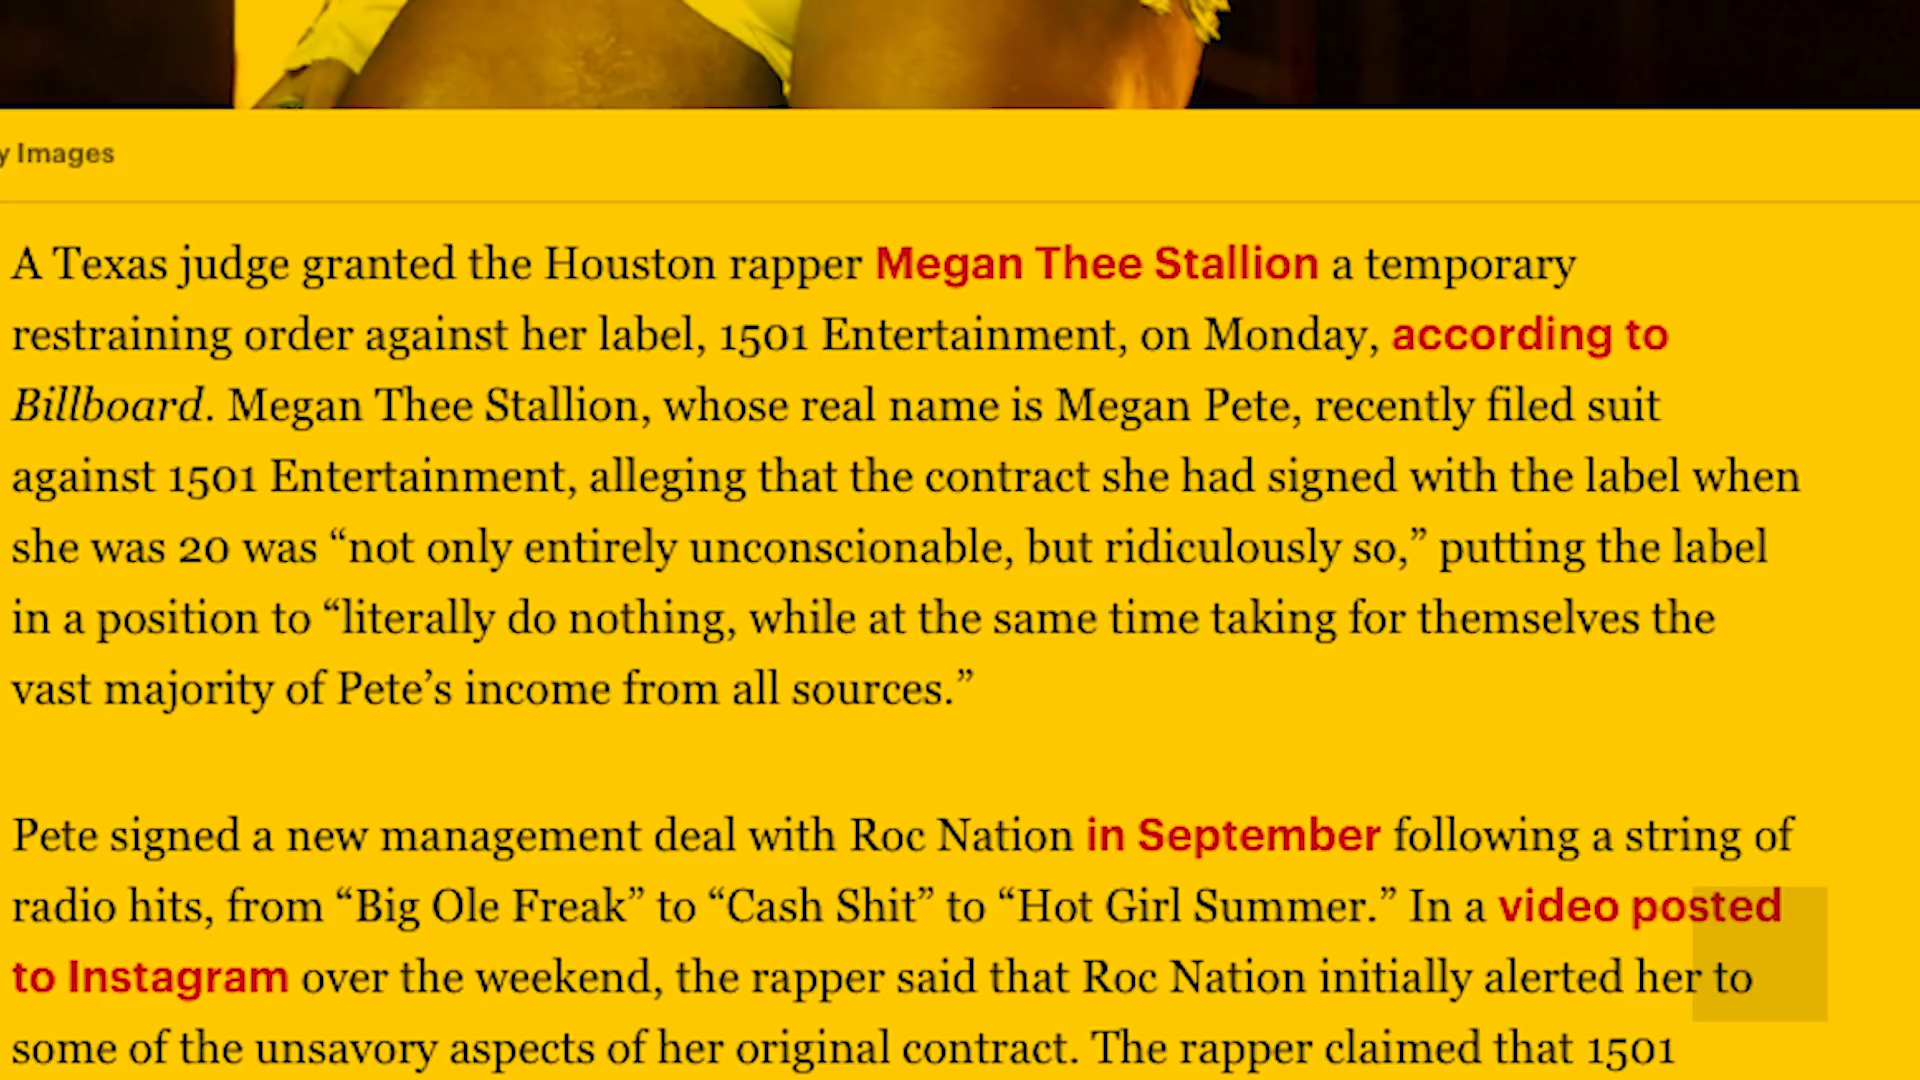 y Images
A Texas judge granted the Houston rapper Megan Thee Stallion a temporary
restraining order against her label, 1501 Entertainment, on Monday, according to
Billboard. Megan Thee Stallion, whose real name is Megan Pete, recently filed suit
against 1501 Entertainment, alleging that the contract she had signed with the label when
she was 20 was “not only entirely unconscionable, but ridiculously so,” putting the label
in a position to “literally do nothing, while at the same time taking for themselves the
vast majority of Pete’s income from all sources.”
Pete signed a new management deal with Roc Nation in September following a string of
radio hits, from “Big Ole Freak” to “Cash Shit” to “Hot Girl Summer.” In a video posted
to Instagram over the weekend, the rapper said that Roc Nation initially alerted her to
some of the unsavory aspects of her original contract. The rapper claimed that 1501